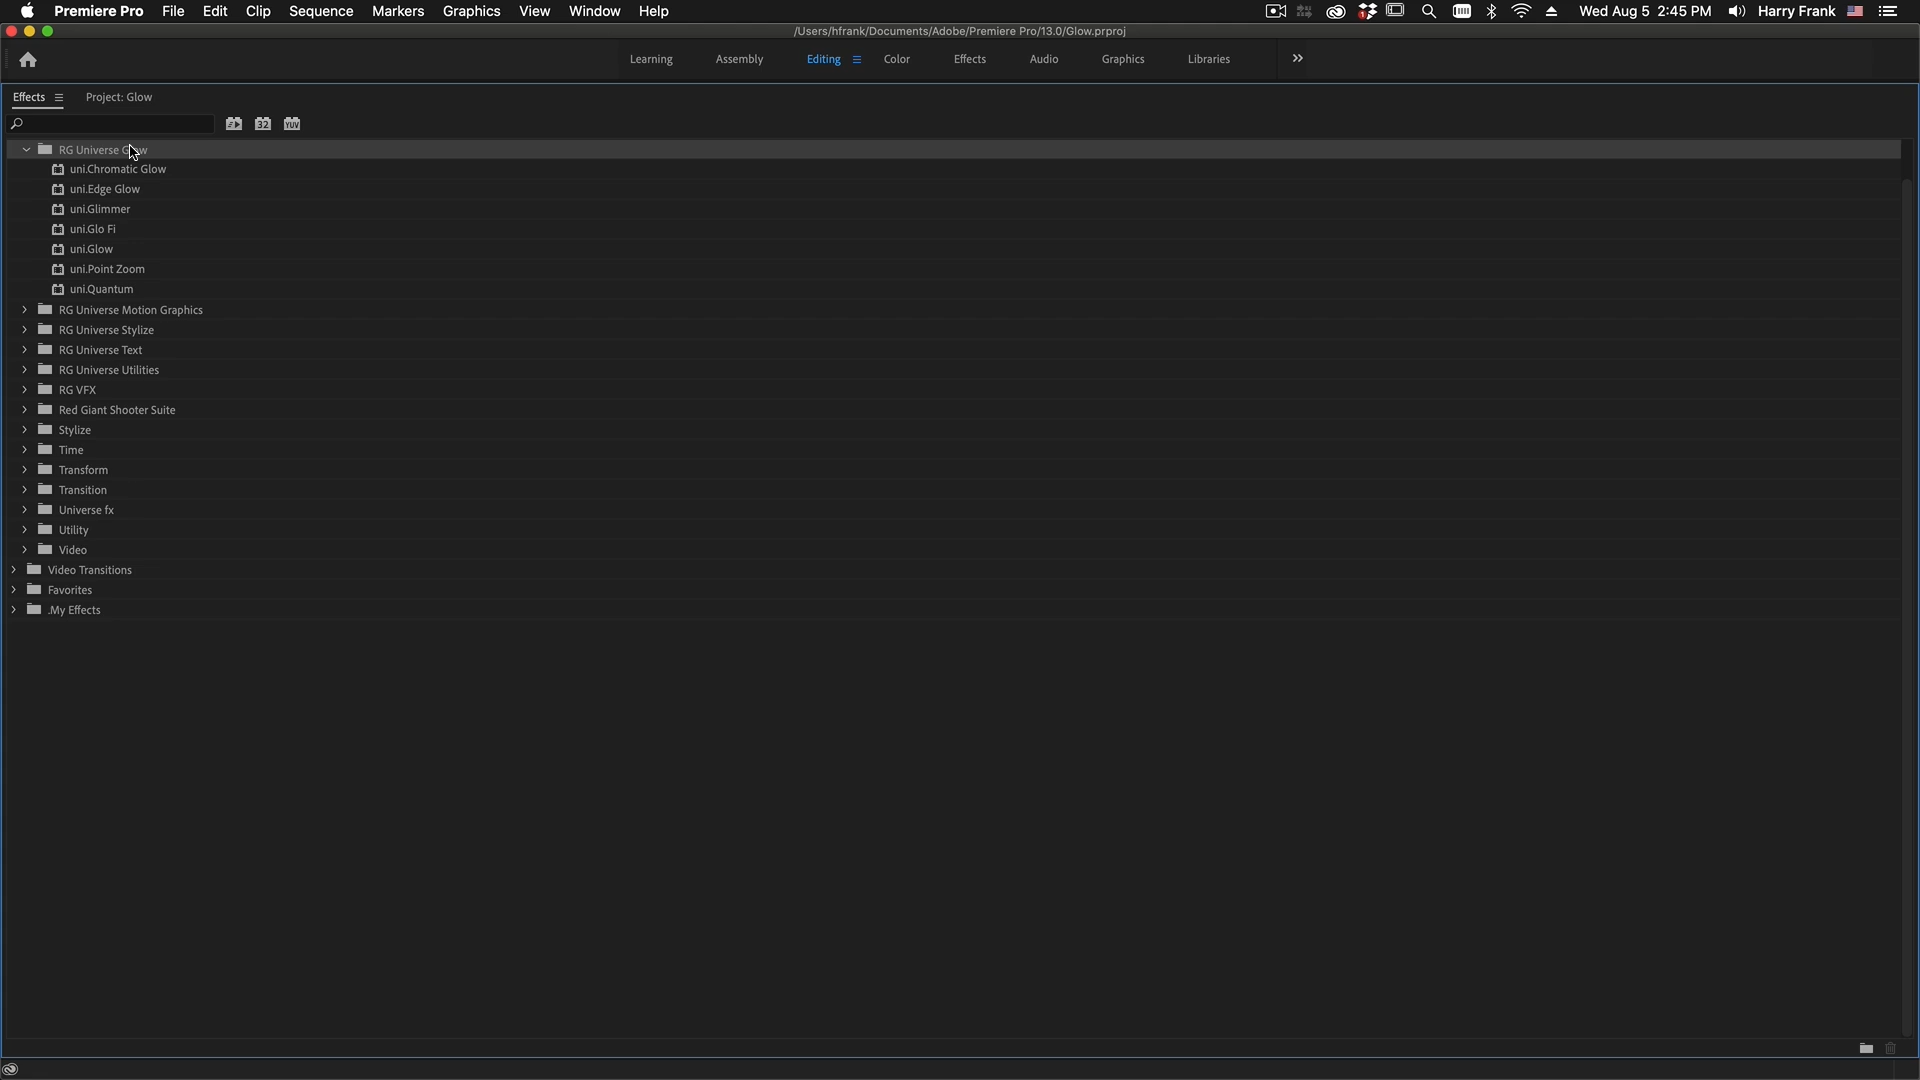 Premiere Pro File Edit Clip Sequence Markers Graphics View Window Help Wed Aug 5 2:45 PM Harry Frank
/Users/hfrank/Documents/Adobe/Premiere Pro/13.0/Glow.prproj
Learning Assembly Editing Color Effects Audio Graphics Libraries
Effects Project: Glow
32 YUV
RG Universe Glow
uni.Chromatic Glow
uni.Edge Glow
uni.Glimmer
uni.Glo Fi
uni.Glow
uni.Point Zoom
uni.Quantum
RG Universe Motion Graphics
RG Universe Stylize
RG Universe Text
RG Universe Utilities
RG VFX
Red Giant Shooter Suite
Stylize
Time
Transform
Transition
Universe fx
Utility
Video
Video Transitions
Favorites
.My Effects